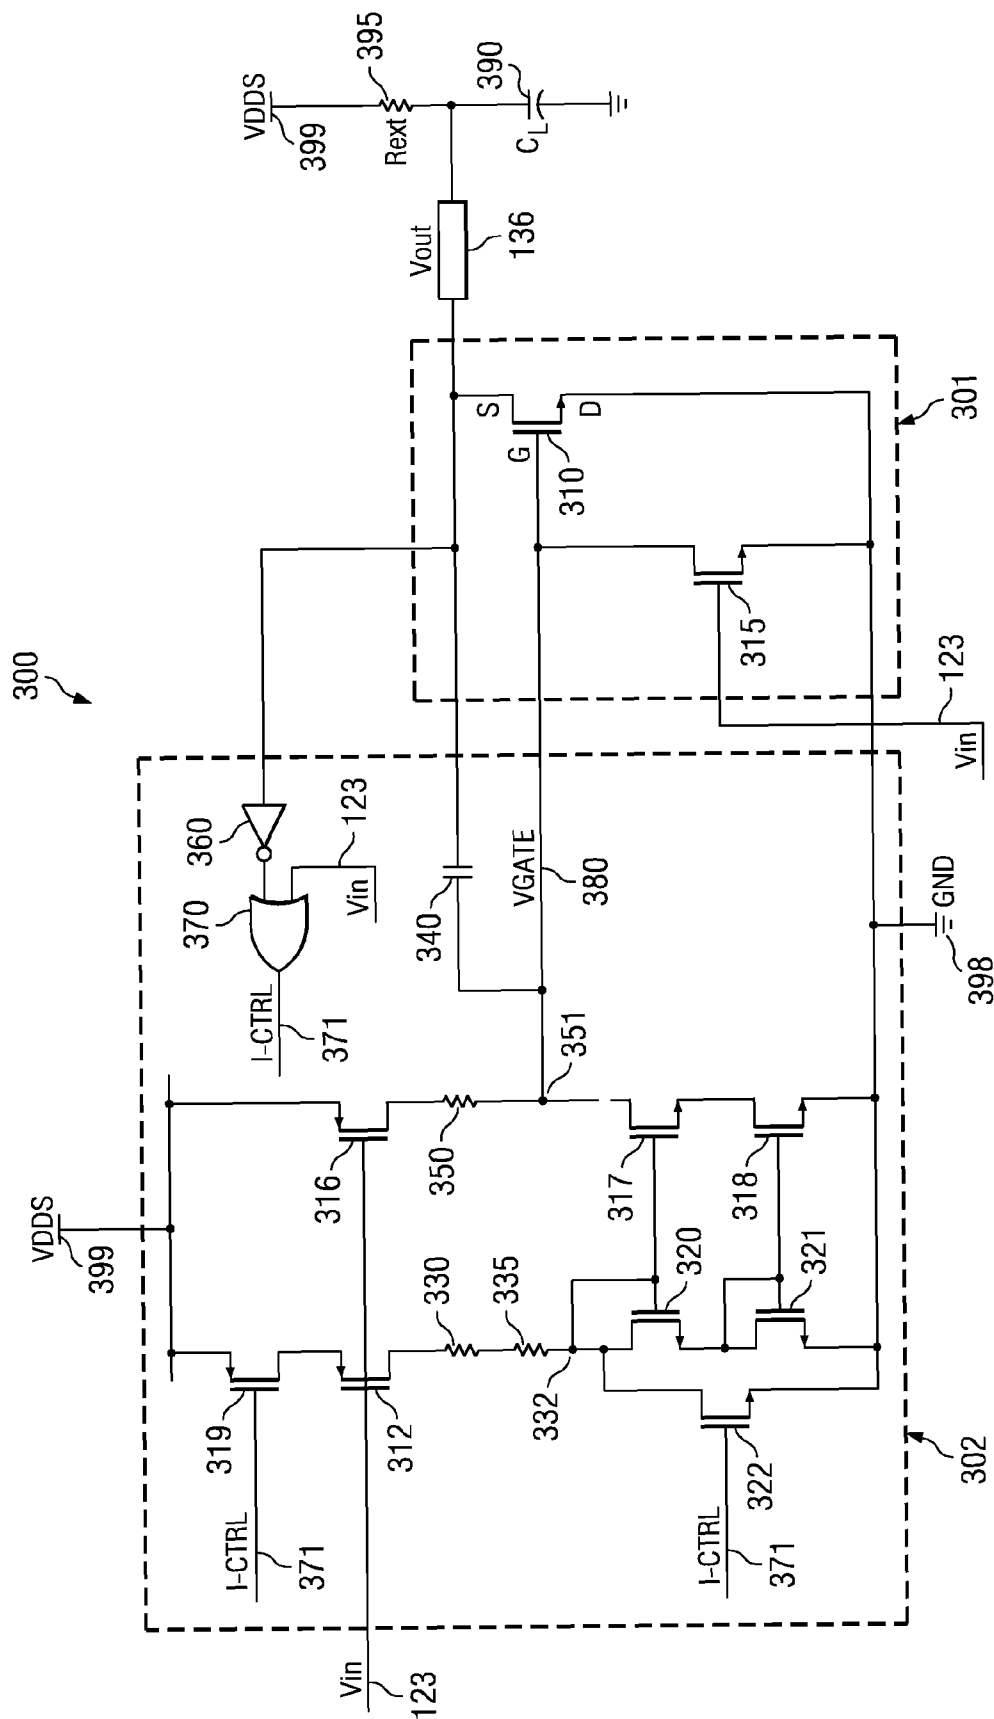 300
VDDS
399
I-CTRL
371
319
312
Vin
123
330
335
332
I-CTRL
371
322
320
321
302
316
350
351
317
318
I-CTRL
371
370
360
Vin
123
340
VGATE
380
GND
398
Vin
123
315
310
G
S
D
301
Vout
136
VDDS
399
Rext
395
CL
390